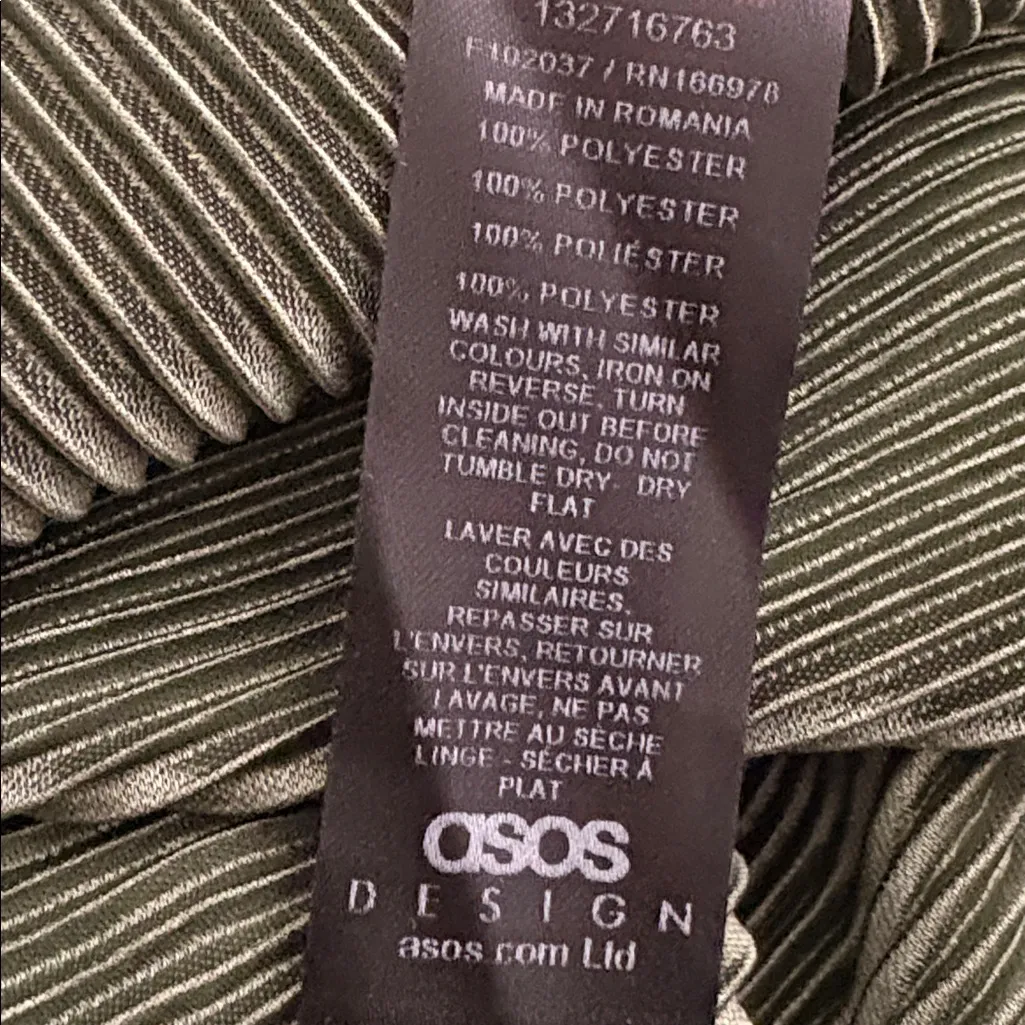 132716763
F102037 / RN166978
MADE IN ROMANIA
100% POLYESTER
100% POLYESTER
100% POLIÉSTER
100% POLYESTER
WASH WITH SIMILAR
COLOURS, IRON ON
REVERSE, TURN
INSIDE OUT BEFORE
CLEANING, DO NOT
TUMBLE DRY- DRY
FLAT
LAVER AVEC DES
COULEURS
SIMILAIRES,
REPASSER SUR
L'ENVERS, RETOURNER
SUR L'ENVERS AVANT
LAVAGE, NE PAS
METTRE AU SÈCHE
LINGE - SÉCHER À
PLAT
asos
DESIGN
asos.com Ltd